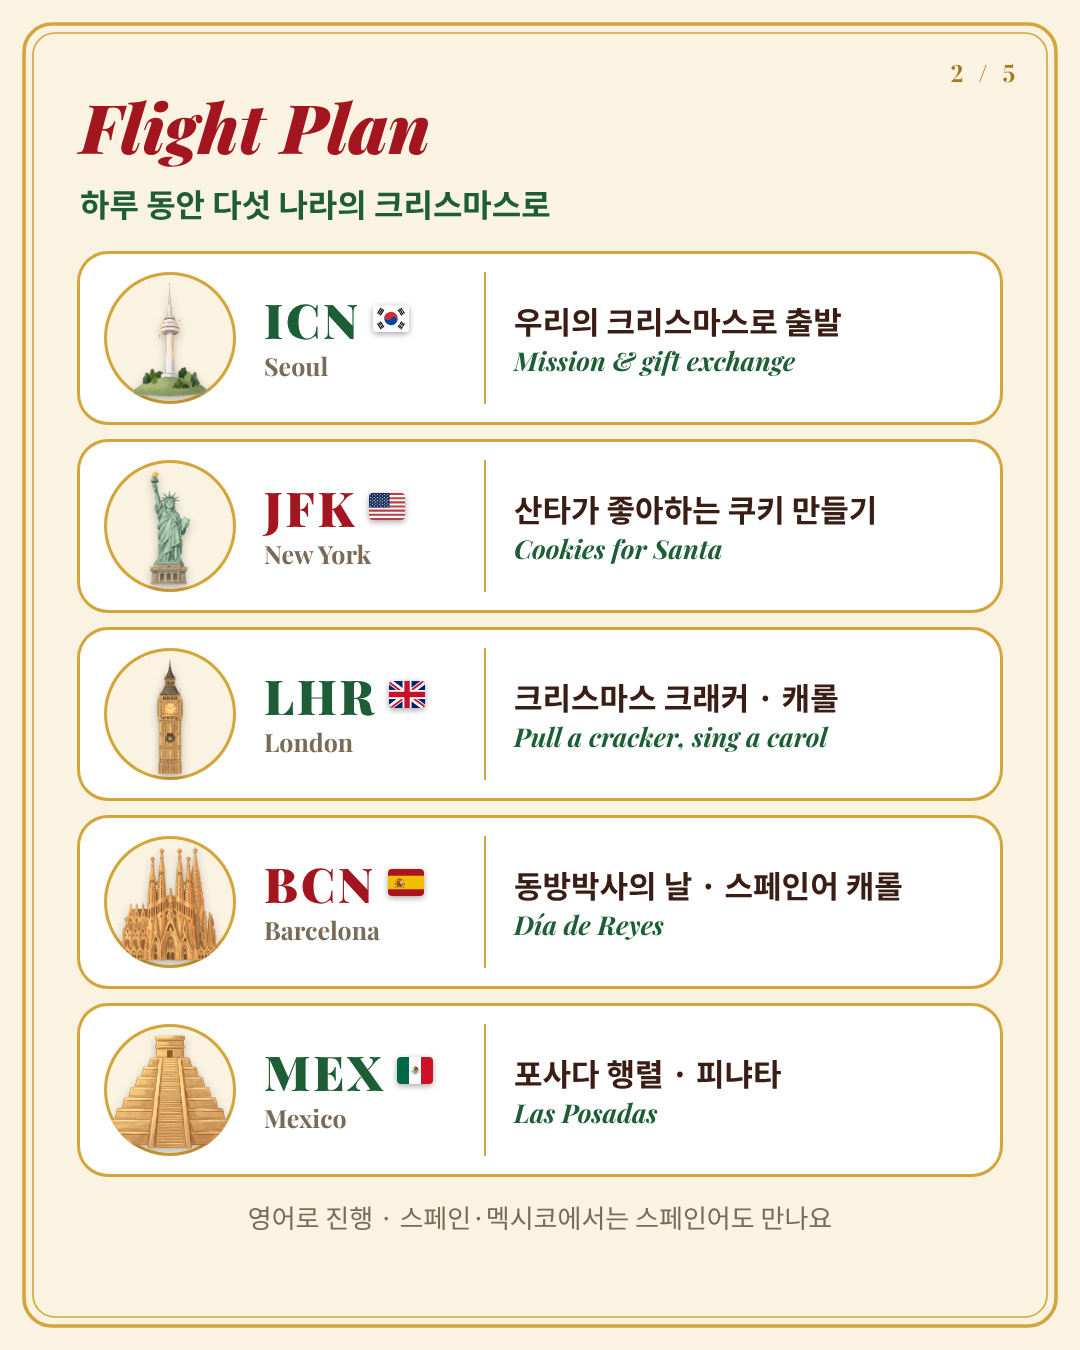 2 / 5
Flight Plan
하루 동안 다섯 나라의 크리스마스로
ICN
Seoul
우리의 크리스마스로 출발
Mission & gift exchange
JFK
New York
산타가 좋아하는 쿠키 만들기
Cookies for Santa
LHR
London
크리스마스 크래커 · 캐롤
Pull a cracker, sing a carol
BCN
Barcelona
동방박사의 날 · 스페인어 캐롤
Día de Reyes
MEX
Mexico
포사다 행렬 · 피냐타
Las Posadas
영어로 진행 · 스페인·멕시코에서는 스페인어도 만나요